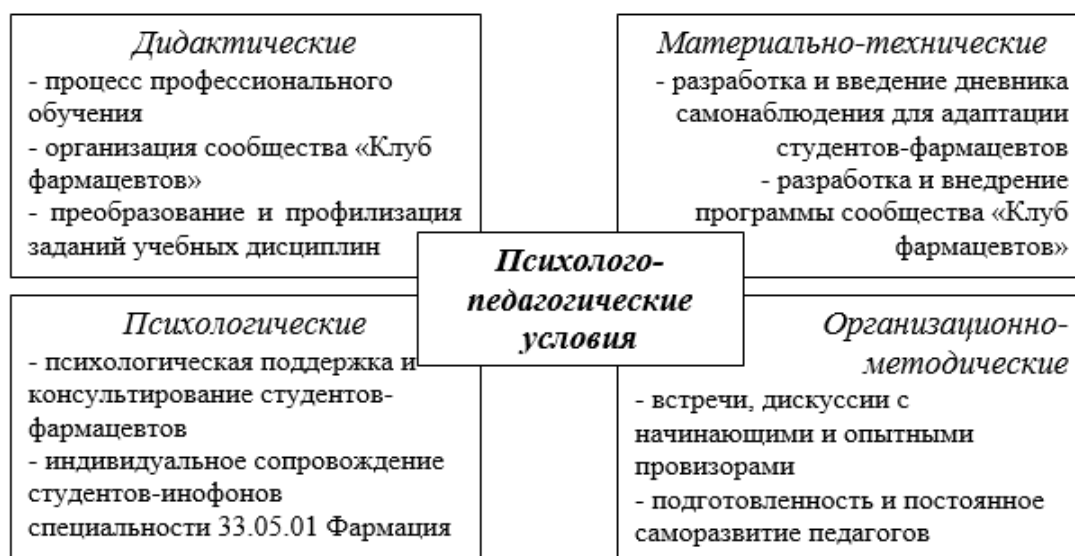 Дидактические
- процесс профессионального
обучения
- организация сообщества «Клуб
фармацевтов»
- преобразование и профилизация
заданий учебных дисциплин
Материально-технические
- разработка и введение дневника
самонаблюдения для адаптации
студентов-фармацевтов
- разработка и внедрение
программы сообщества «Клуб
фармацевтов»
Психолого-
педагогические
условия
Психологические
- психологическая поддержка и
консультирование студентов-
фармацевтов
- индивидуальное сопровождение
студентов-инофонов
специальности 33.05.01 Фармация
Организационно-
методические
- встречи, дискуссии с
начинающими и опытными
провизорами
- подготовленность и постоянное
саморазвитие педагогов